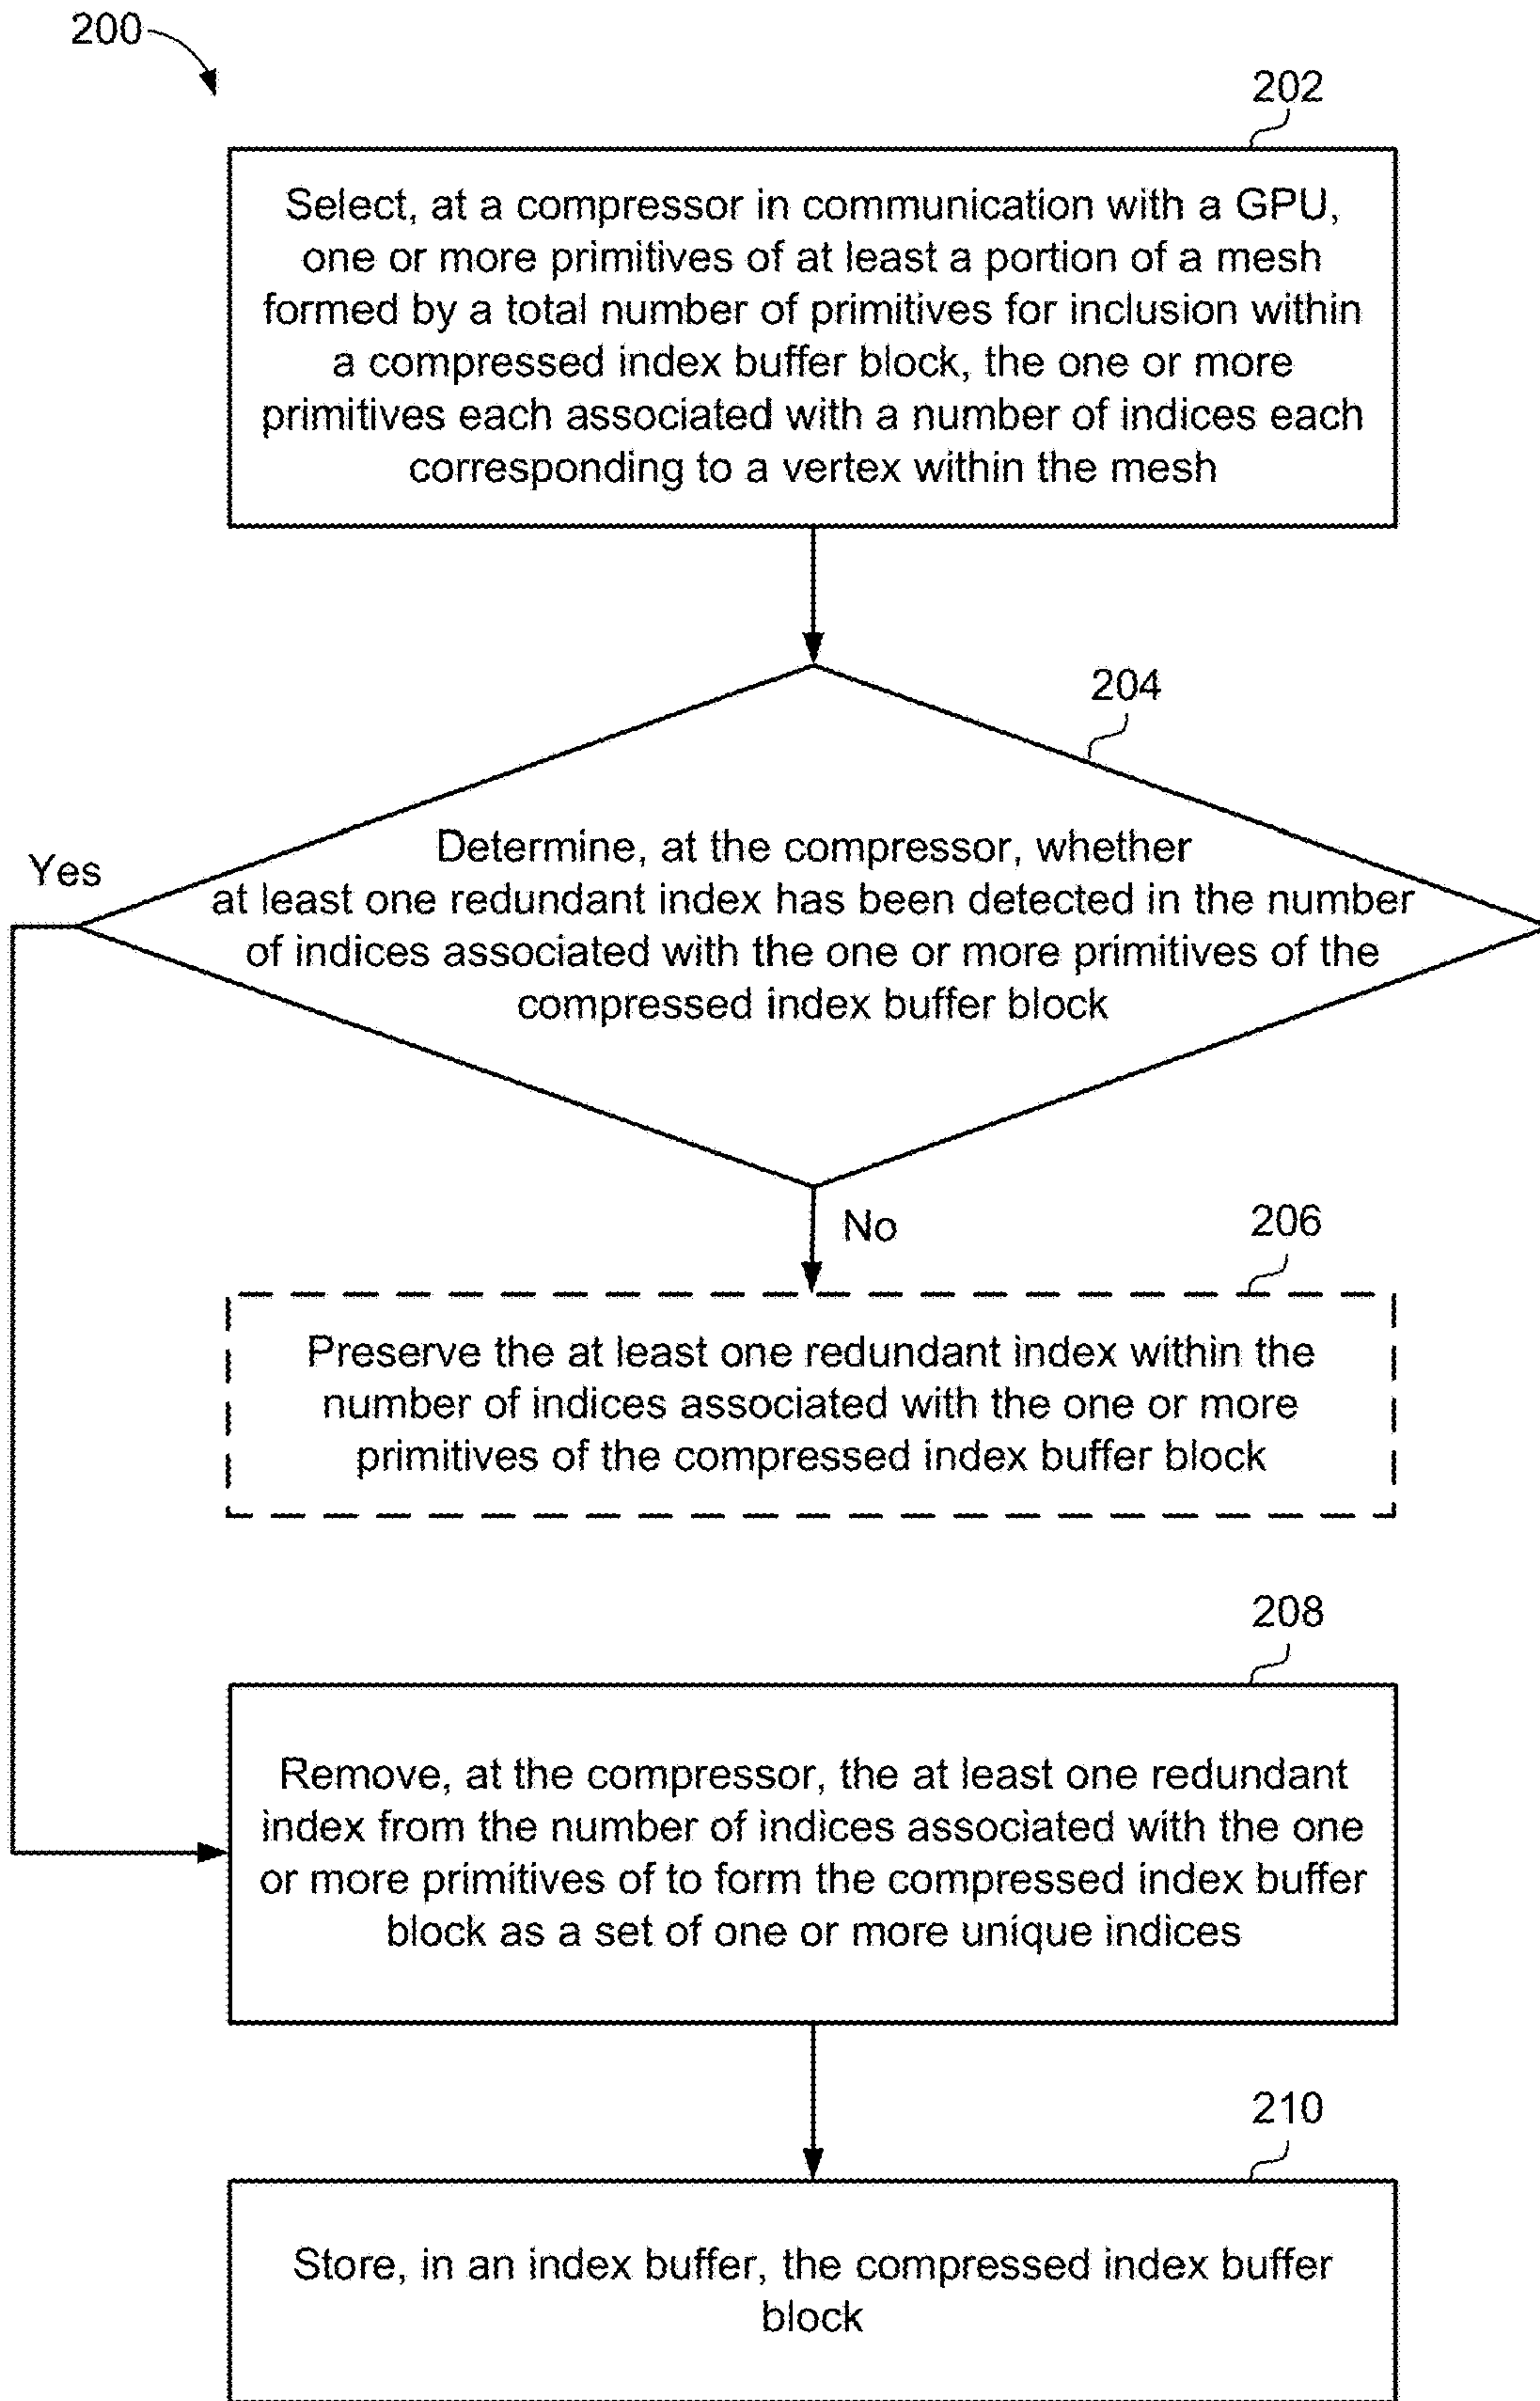 200
202
Select, at a compressor in communication with a GPU,
one or more primitives of at least a portion of a mesh
formed by a total number of primitives for inclusion within
a compressed index buffer block, the one or more
primitives each associated with a number of indices each
corresponding to a vertex within the mesh
204
Yes
Determine, at the compressor, whether
at least one redundant index has been detected in the number
of indices associated with the one or more primitives of the
compressed index buffer block
No
206
Preserve the at least one redundant index within the
number of indices associated with the one or more
primitives of the compressed index buffer block
208
Remove, at the compressor, the at least one redundant
index from the number of indices associated with the one
or more primitives of to form the compressed index buffer
block as a set of one or more unique indices
210
Store, in an index buffer, the compressed index buffer
block